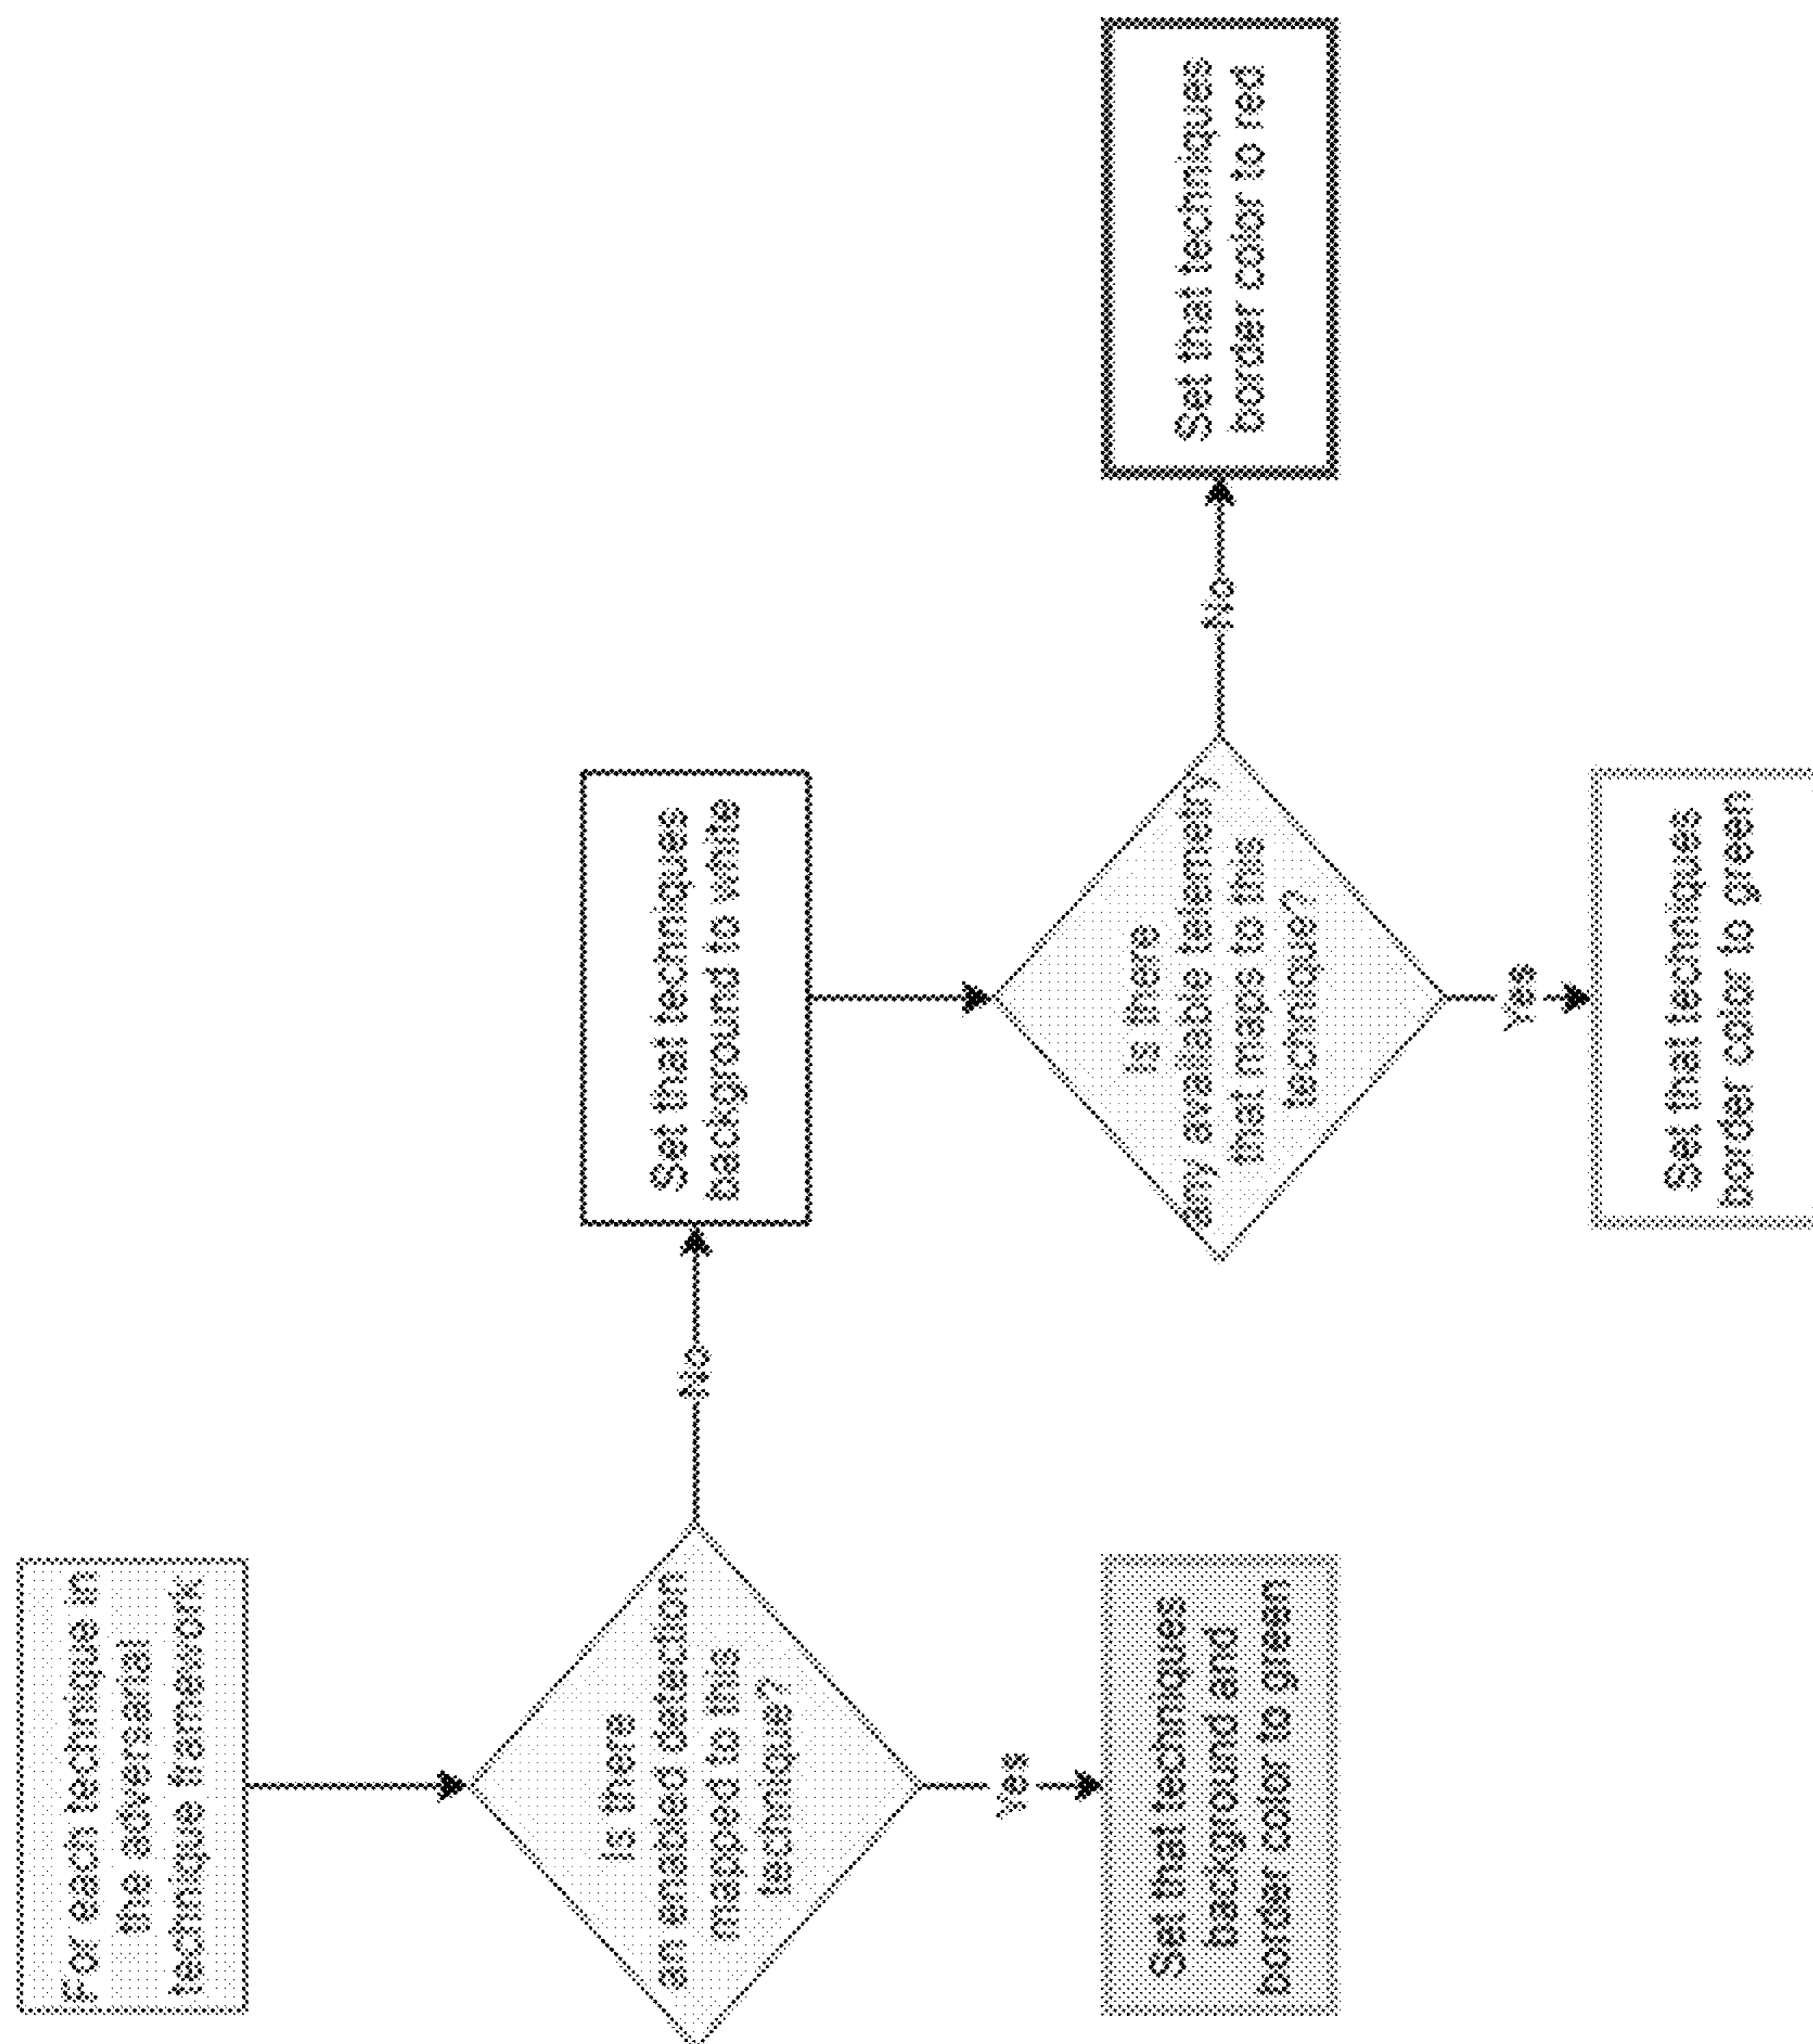 For each technique in
the adversarial
technique framework
Is there
an enabled detection
mapped to this
technique?
No
Set that techniques
background to white
Yes
Set that techniques
background and
border color to green
Is there
any available telemetry
that maps to this
technique?
No
Set that techniques
border color to red
Yes
Set that techniques
border color to green